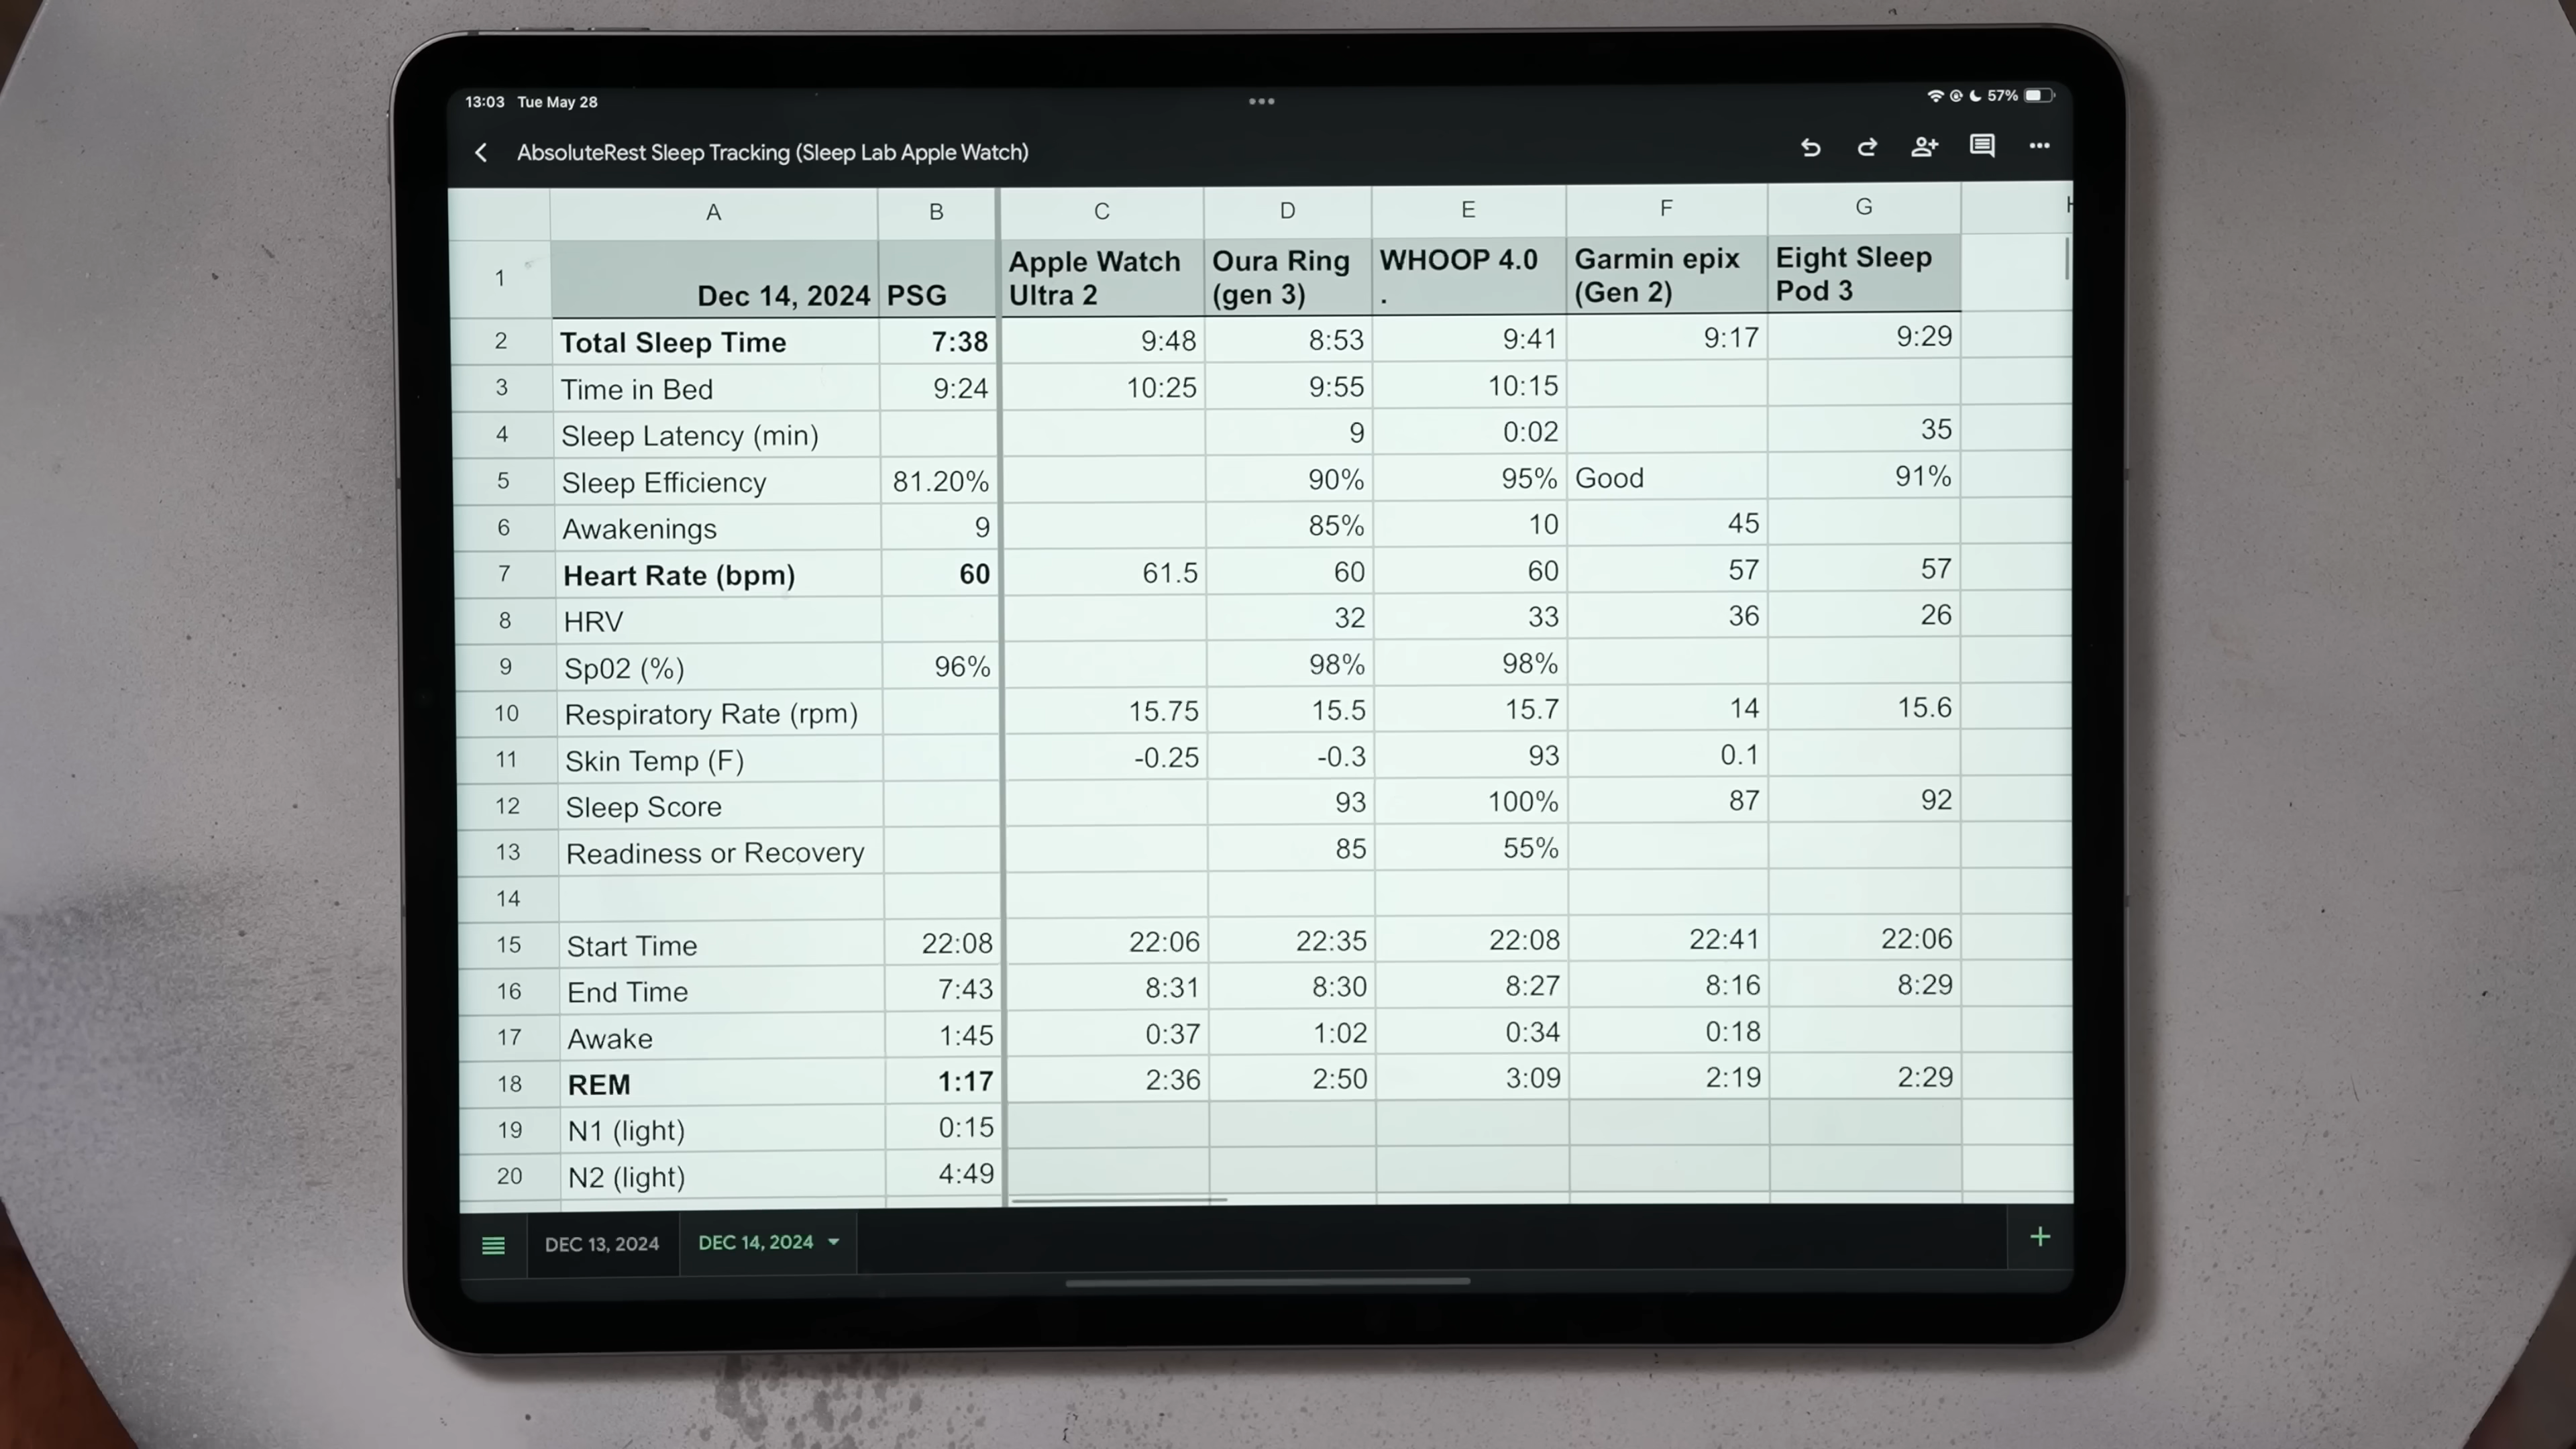 13:03 Tue May 28
57%
AbsoluteRest Sleep Tracking (Sleep Lab Apple Watch)
A B C D E F G H
1 Dec 14, 2024 PSG Apple Watch Ultra 2 Oura Ring (gen 3) WHOOP 4.0 . Garmin epix (Gen 2) Eight Sleep Pod 3
2 Total Sleep Time 7:38 9:48 8:53 9:41 9:17 9:29
3 Time in Bed 9:24 10:25 9:55 10:15
4 Sleep Latency (min) 9 0:02 35
5 Sleep Efficiency 81.20% 90% 95% Good 91%
6 Awakenings 9 85% 10 45
7 Heart Rate (bpm) 60 61.5 60 60 57 57
8 HRV 32 33 36 26
9 Sp02 (%) 96% 98% 98%
10 Respiratory Rate (rpm) 15.75 15.5 15.7 14 15.6
11 Skin Temp (F) -0.25 -0.3 93 0.1
12 Sleep Score 93 100% 87 92
13 Readiness or Recovery 85 55%
14
15 Start Time 22:08 22:06 22:35 22:08 22:41 22:06
16 End Time 7:43 8:31 8:30 8:27 8:16 8:29
17 Awake 1:45 0:37 1:02 0:34 0:18
18 REM 1:17 2:36 2:50 3:09 2:19 2:29
19 N1 (light) 0:15
20 N2 (light) 4:49
DEC 13, 2024 DEC 14, 2024